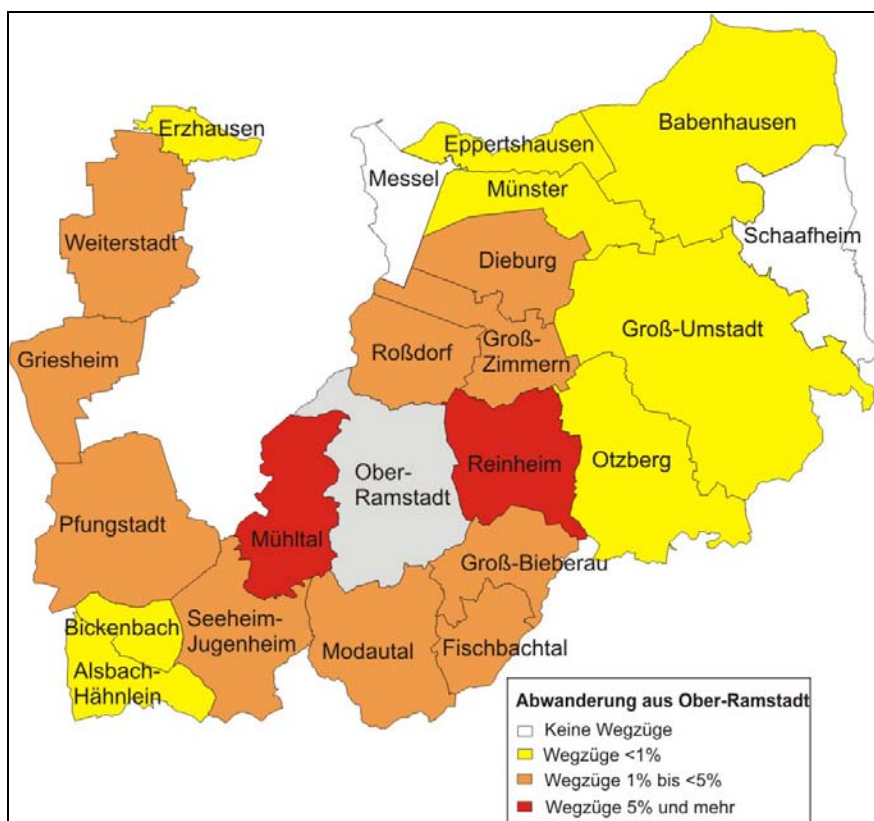 Erzhausen
Babenhausen
Eppertshausen
Messel
Münster
Weiterstadt
Schaafheim
Dieburg
Groß-Umstadt
Griesheim
Roßdorf
Groß-
Zimmern
Ober-
Ramstadt
Reinheim
Otzberg
Pfungstadt
Mühltal
Groß-Bieberau
Bickenbach
Seeheim-
Jugenheim
Modautal
Fischbachtal
Alsbach-
Hähnlein
Abwanderung aus Ober-Ramstadt
Keine Wegzüge
Wegzüge <1%
Wegzüge 1% bis <5%
Wegzüge 5% und mehr